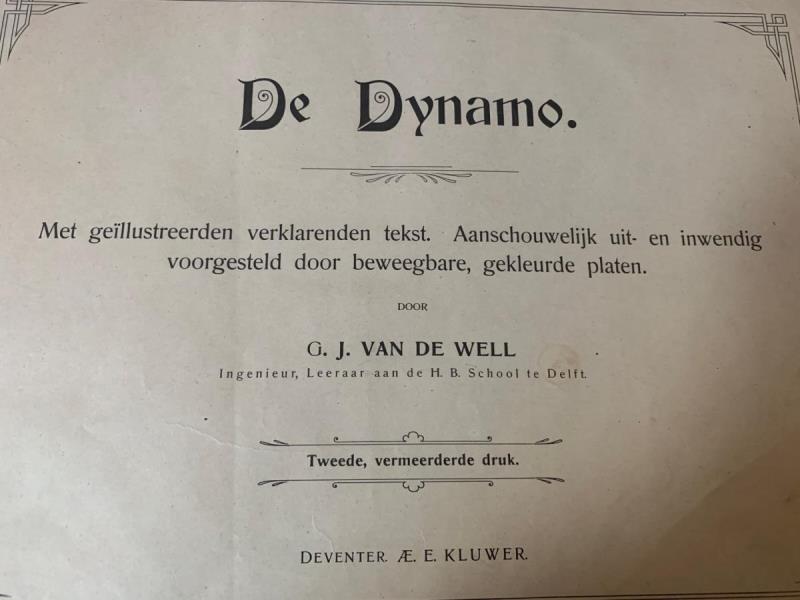 De Dynamo.
Met geïllustreerden verklarenden tekst. Aanschouwelijk uit- en inwendig
voorgesteld door beweegbare, gekleurde platen.
DOOR
G. J. VAN DE WELL
Ingenieur, Leeraar aan de H. B. School te Delft.
Tweede, vermeerderde druk.
DEVENTER. Æ. E. KLUWER.